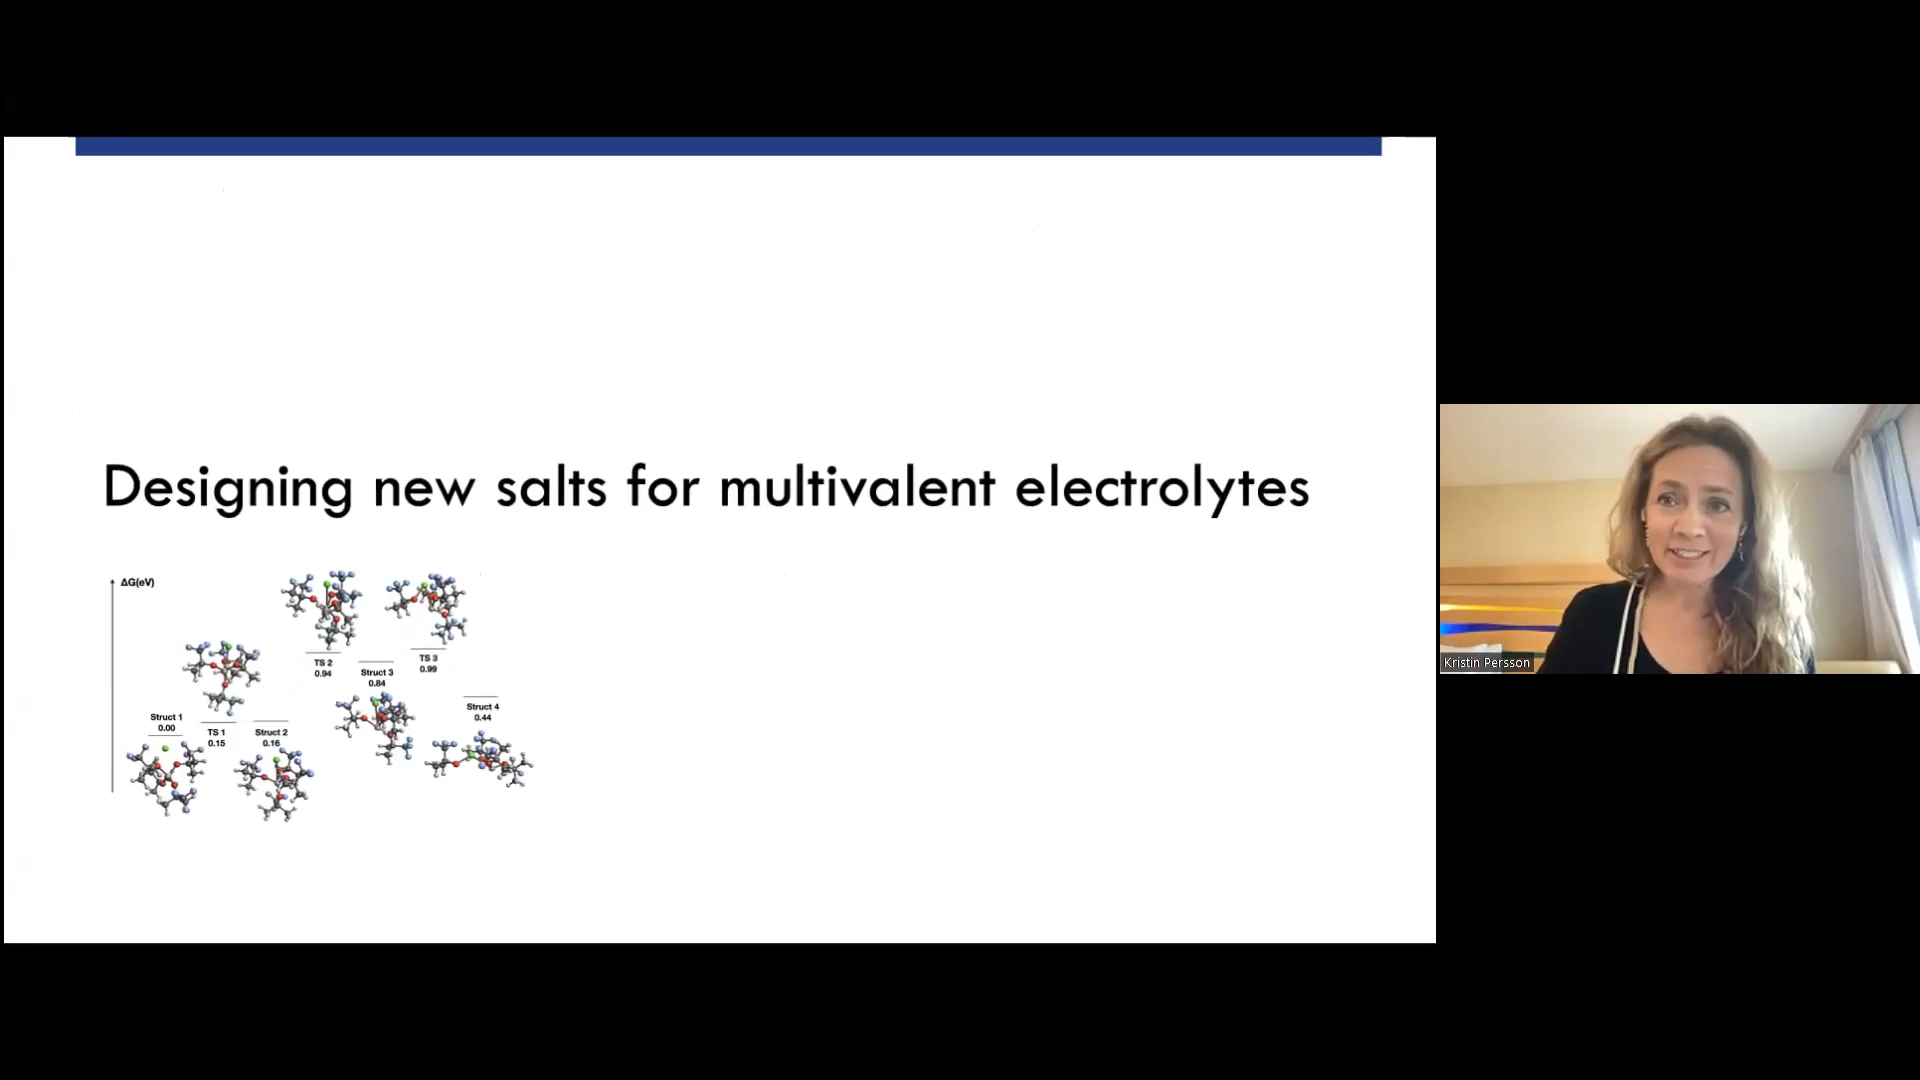 Designing new salts for multivalent electrolytes
ΔG(eV)
TS 2
0.94
TS 3
0.99
Struct 3
0.84
Struct 4
0.44
Struct 1
0.00
TS 1
0.15
Struct 2
0.16
Kristin Persson